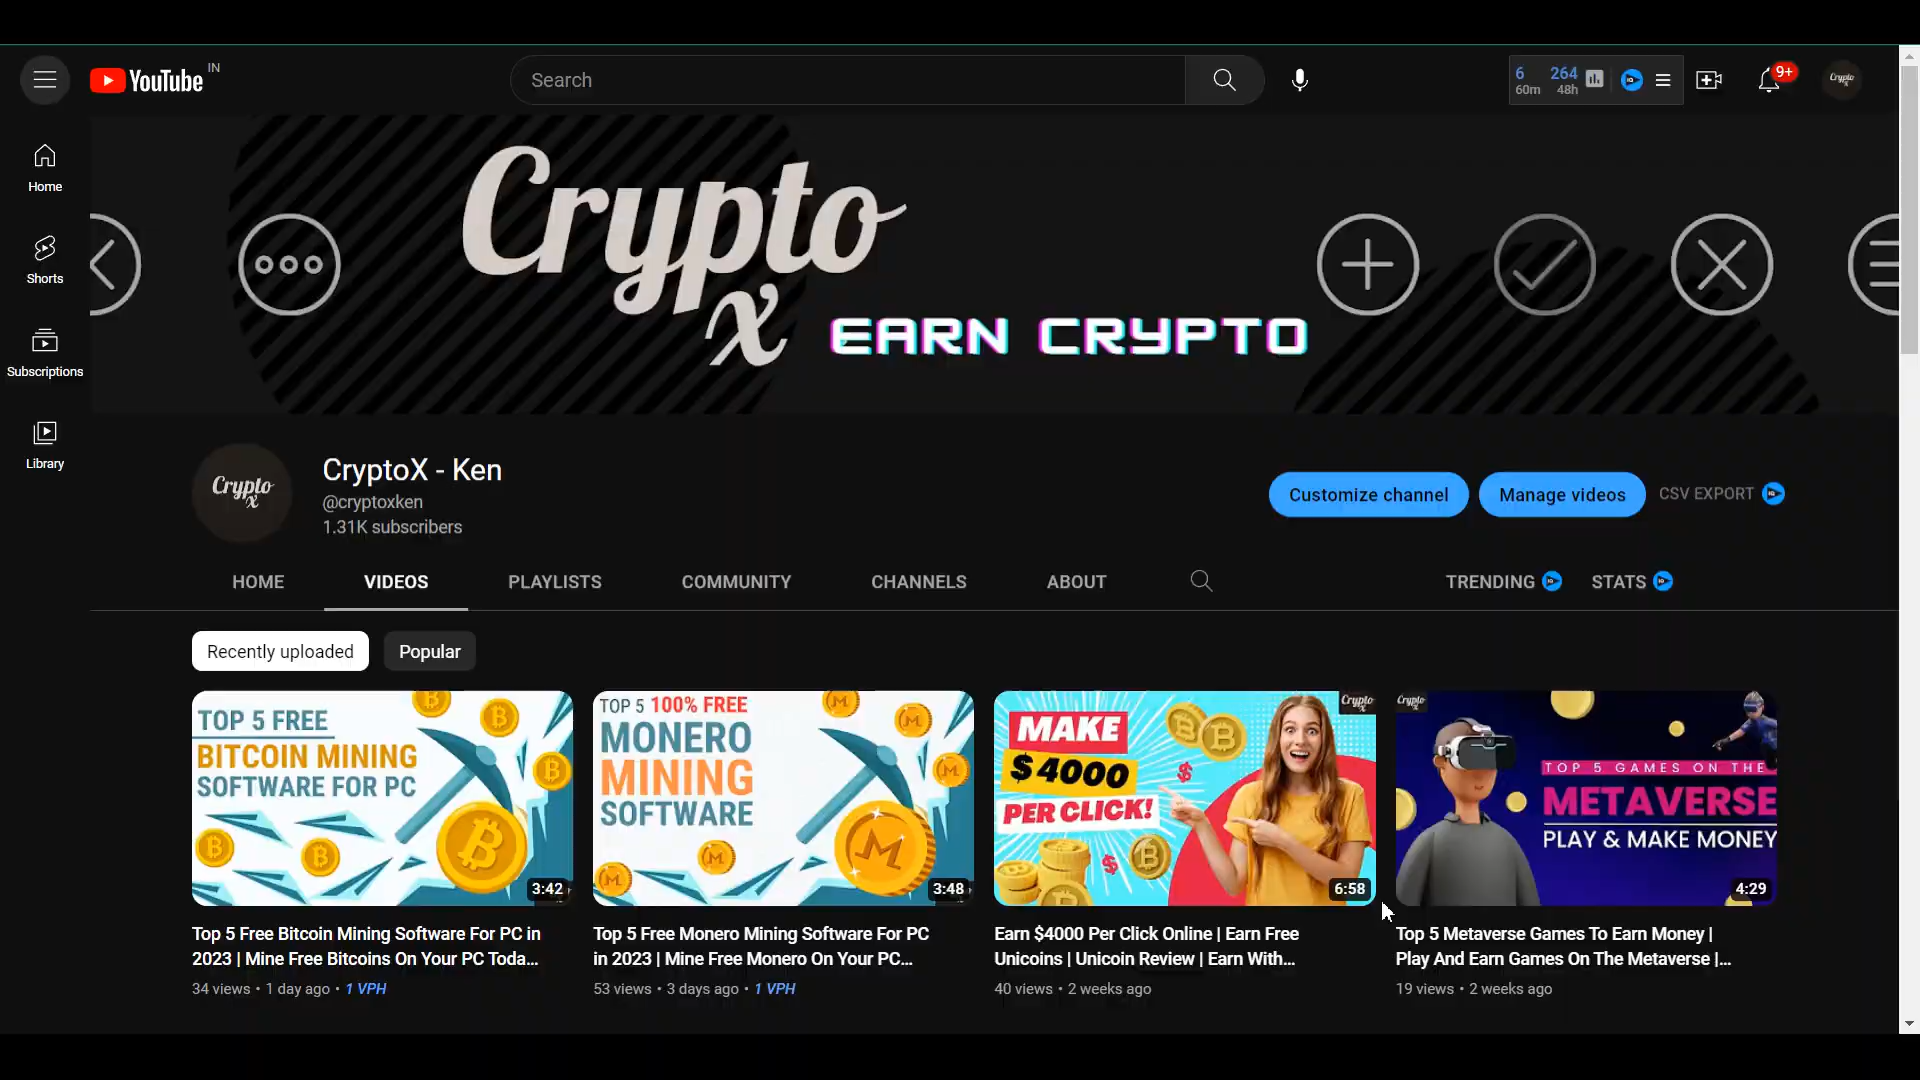 YouTube IN
Search
6 264
60m 48h
9+
Crypto
Home
Shorts
Subscriptions
Library
Crypto
x EARN CRYPTO
Crypto
x
CryptoX - Ken
@cryptoxken
1.31K subscribers
Customize channel
Manage videos
CSV EXPORT
HOME
VIDEOS
PLAYLISTS
COMMUNITY
CHANNELS
ABOUT
TRENDING
STATS
Recently uploaded
Popular
TOP 5 FREE
BITCOIN MINING
SOFTWARE FOR PC
3:42
TOP 5 100% FREE
MONERO
MINING
SOFTWARE
3:48
Crypto
x
MAKE
$4000
PER CLICK!
6:58
Crypto
x
TOP 5 GAMES ON THE
METAVERSE
PLAY & MAKE MONEY
4:29
Top 5 Free Bitcoin Mining Software For PC in
2023 | Mine Free Bitcoins On Your PC Toda...
34 views • 1 day ago • 1 VPH
Top 5 Free Monero Mining Software For PC
in 2023 | Mine Free Monero On Your PC...
53 views • 3 days ago • 1 VPH
Earn $4000 Per Click Online | Earn Free
Unicoins | Unicoin Review | Earn With...
40 views • 2 weeks ago
Top 5 Metaverse Games To Earn Money |
Play And Earn Games On The Metaverse |...
19 views • 2 weeks ago